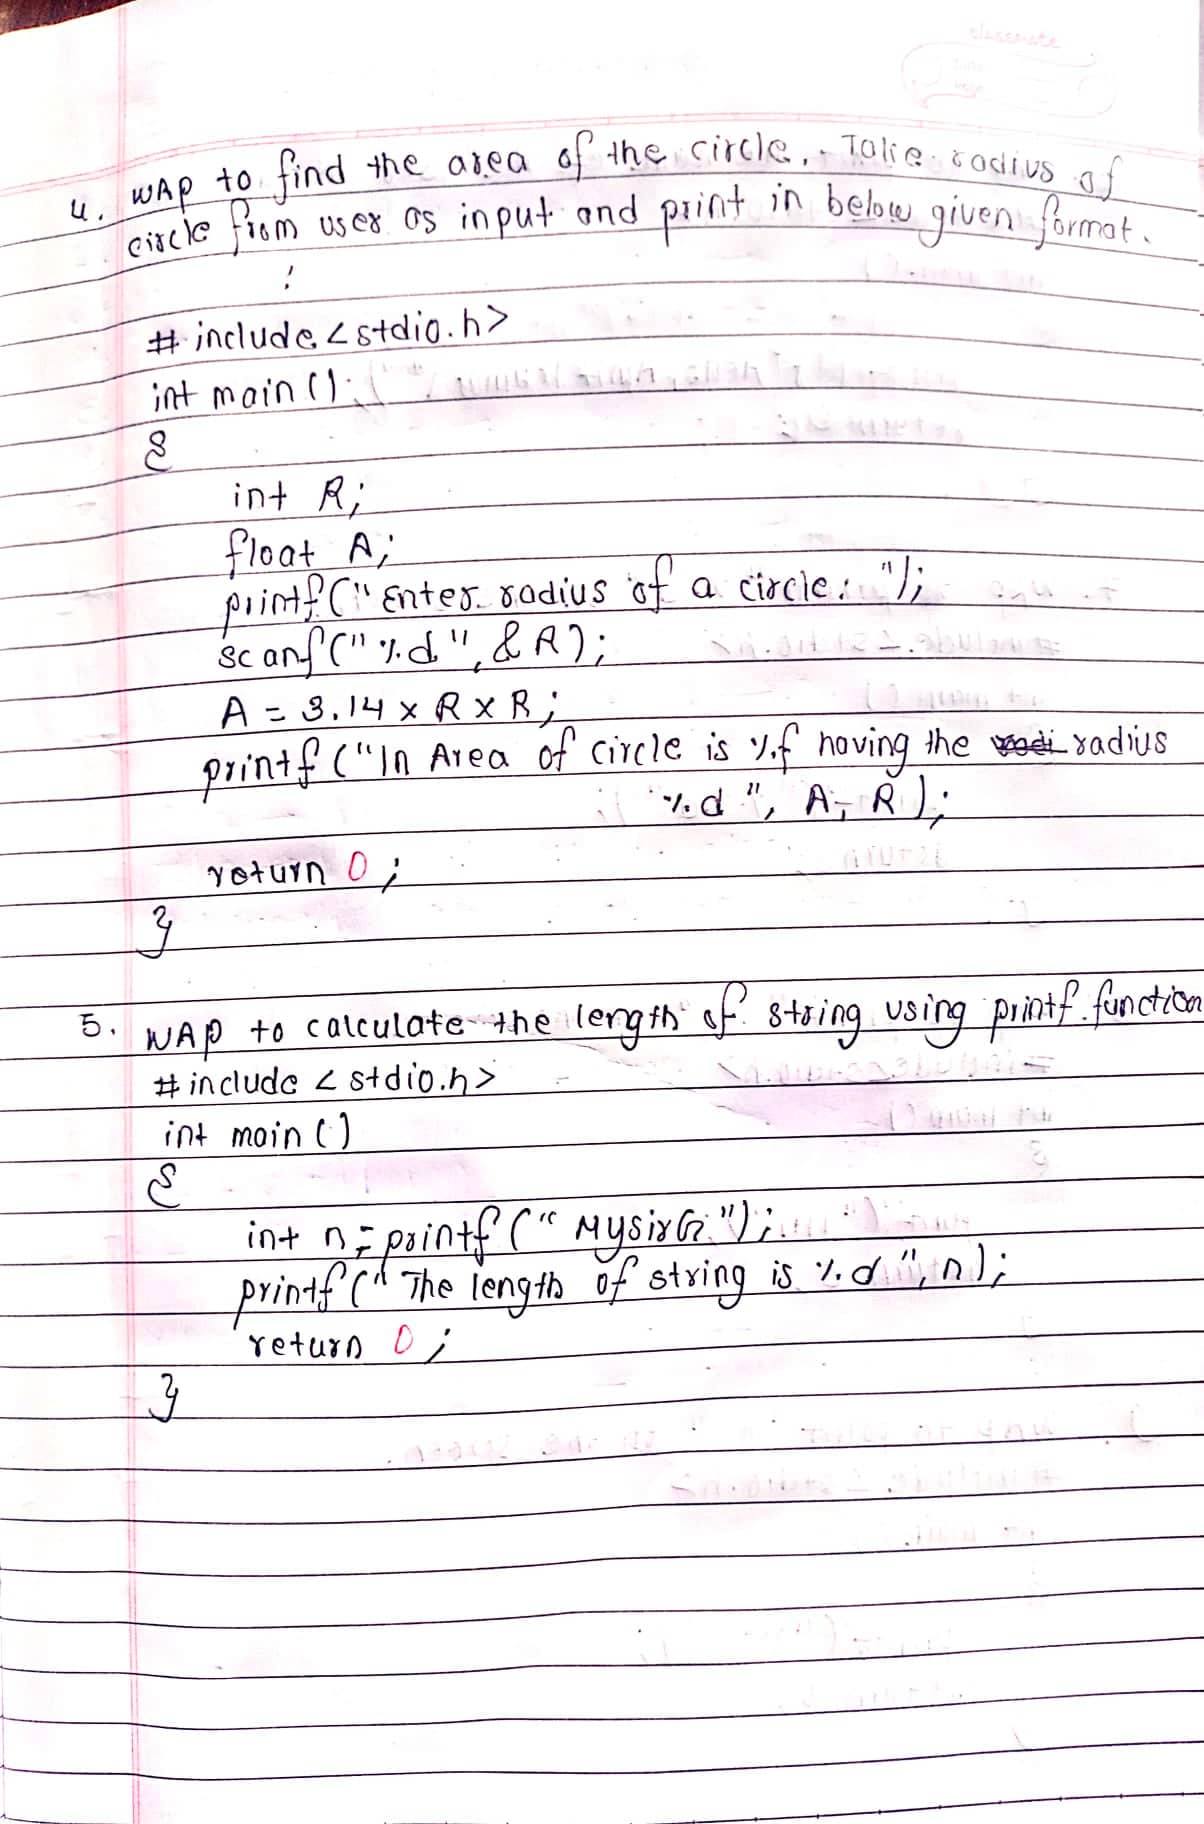 classmate
4. WAP to find the area of the circle. Take radius of
circle from user as input and print in below given format.
:
# include <stdio.h>
int main()
{
int R;
float A;
printf("Enter radius of a circle: ");
scanf("%d", &R);
A = 3.14 x R x R;
printf("\n Area of circle is %f having the radius
%d", A, R);
return 0;
}
5. WAP to calculate the length of string using printf function
# include <stdio.h>
int main()
{
int n = printf("MysirG");
printf("The length of string is %d", n);
return 0;
}